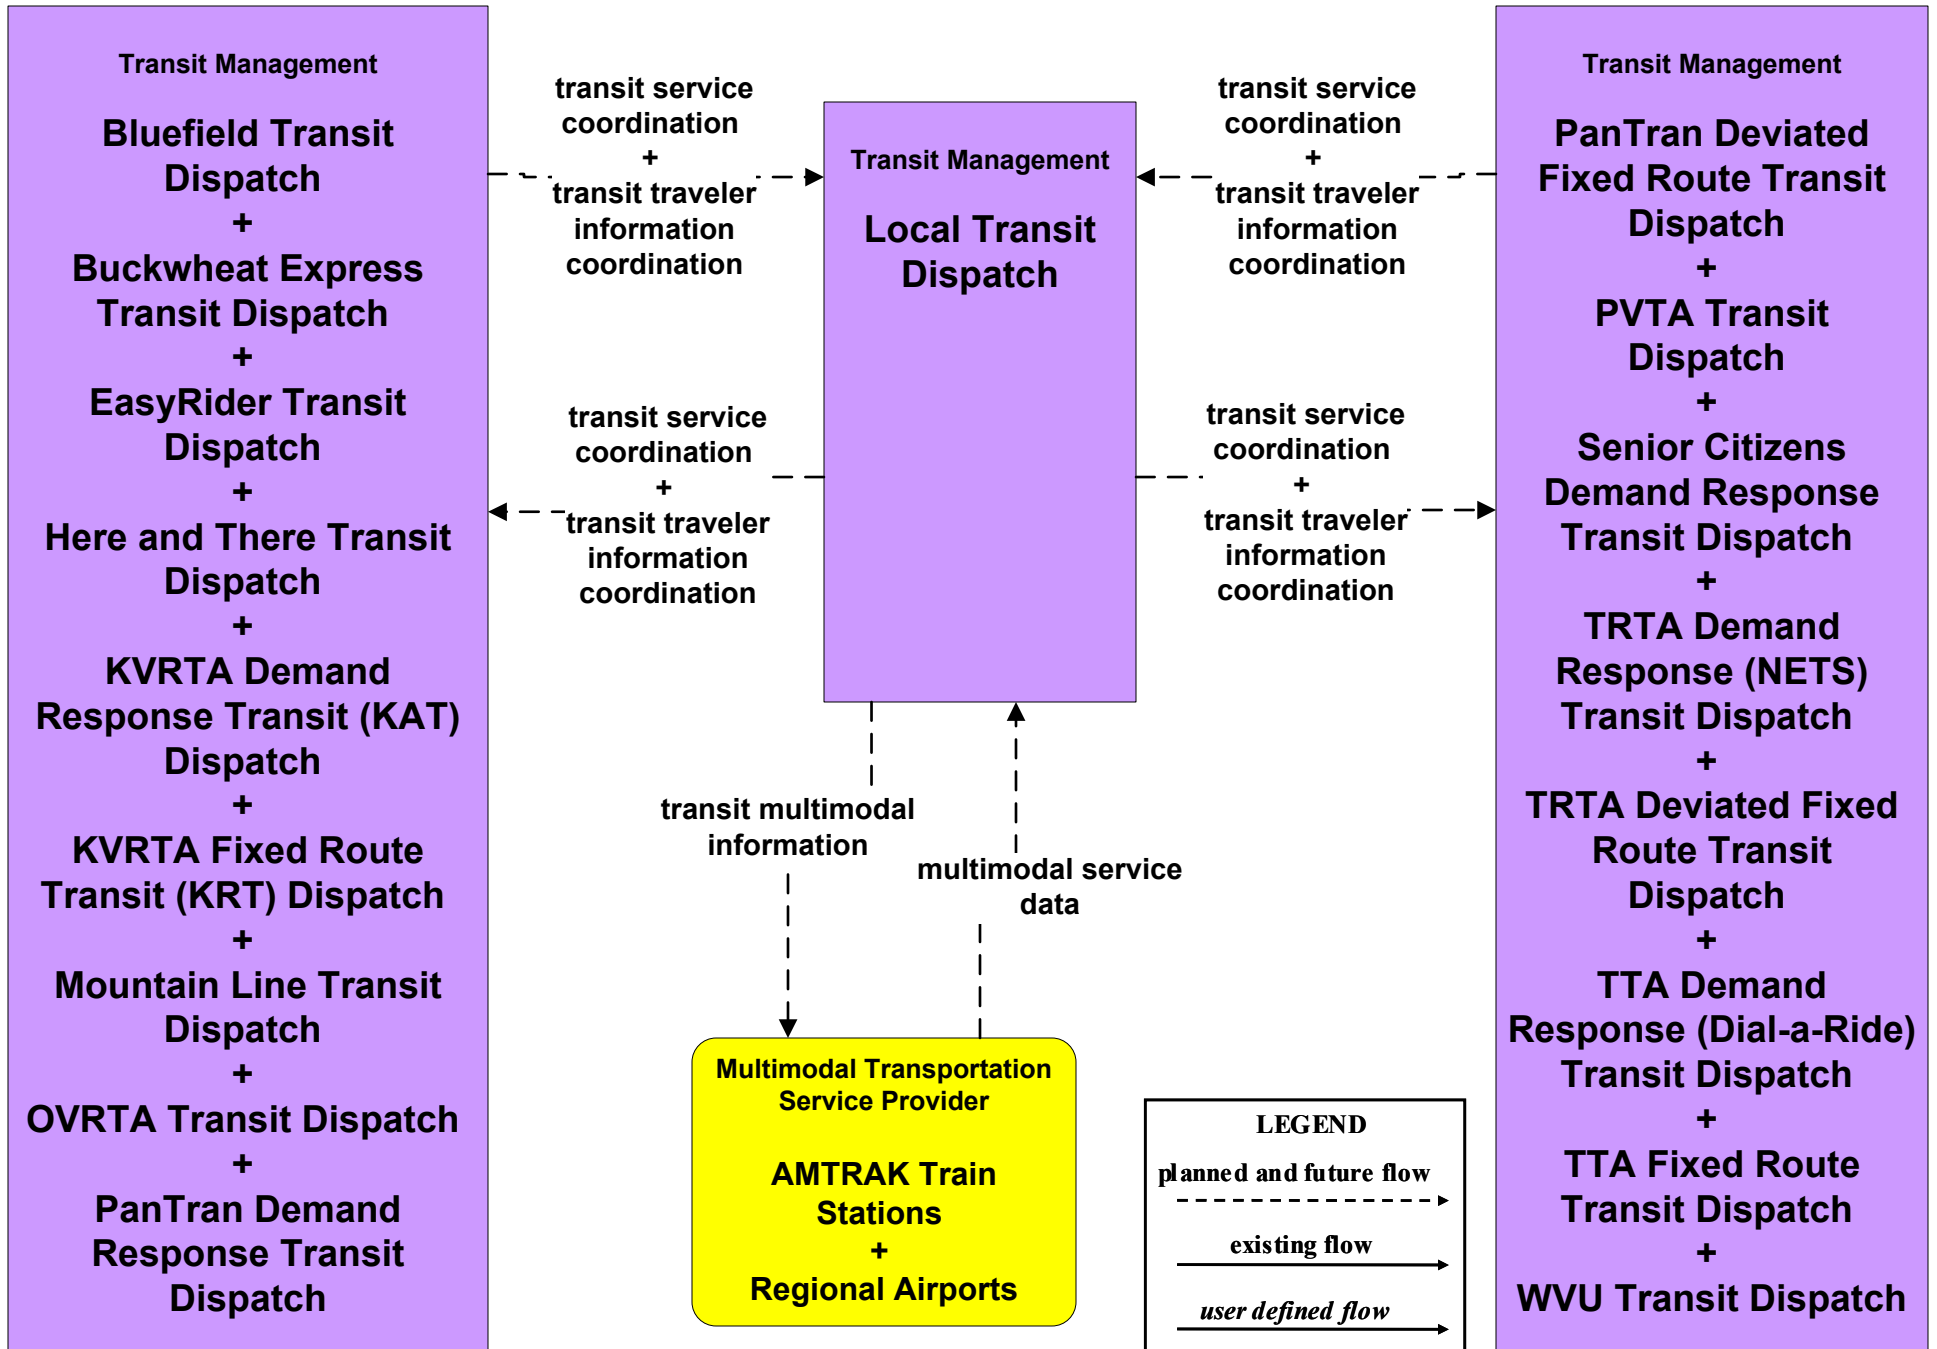 Transit Management
Bluefield Transit
Dispatch
+
Buckwheat Express
Transit Dispatch
+
EasyRider Transit
Dispatch
+
Here and There Transit
Dispatch
+
KVRTA Demand
Response Transit (KAT)
Dispatch
+
KVRTA Fixed Route
Transit (KRT) Dispatch
+
Mountain Line Transit
Dispatch
+
OVRTA Transit Dispatch
+
PanTran Demand
Response Transit
Dispatch
transit service
coordination
+
transit traveler
information
coordination
transit service
coordination
+
transit traveler
information
coordination
Transit Management
Local Transit
Dispatch
transit service
coordination
+
transit traveler
information
coordination
transit service
coordination
+
transit traveler
information
coordination
transit multimodal
information
multimodal service
data
Multimodal Transportation
Service Provider
AMTRAK Train
Stations
+
Regional Airports
LEGEND
planned and future flow
existing flow
user defined flow
Transit Management
PanTran Deviated
Fixed Route Transit
Dispatch
+
PVTA Transit
Dispatch
+
Senior Citizens
Demand Response
Transit Dispatch
+
TRTA Demand
Response (NETS)
Transit Dispatch
+
TRTA Deviated Fixed
Route Transit
Dispatch
+
TTA Demand
Response (Dial-a-Ride)
Transit Dispatch
+
TTA Fixed Route
Transit Dispatch
+
WVU Transit Dispatch